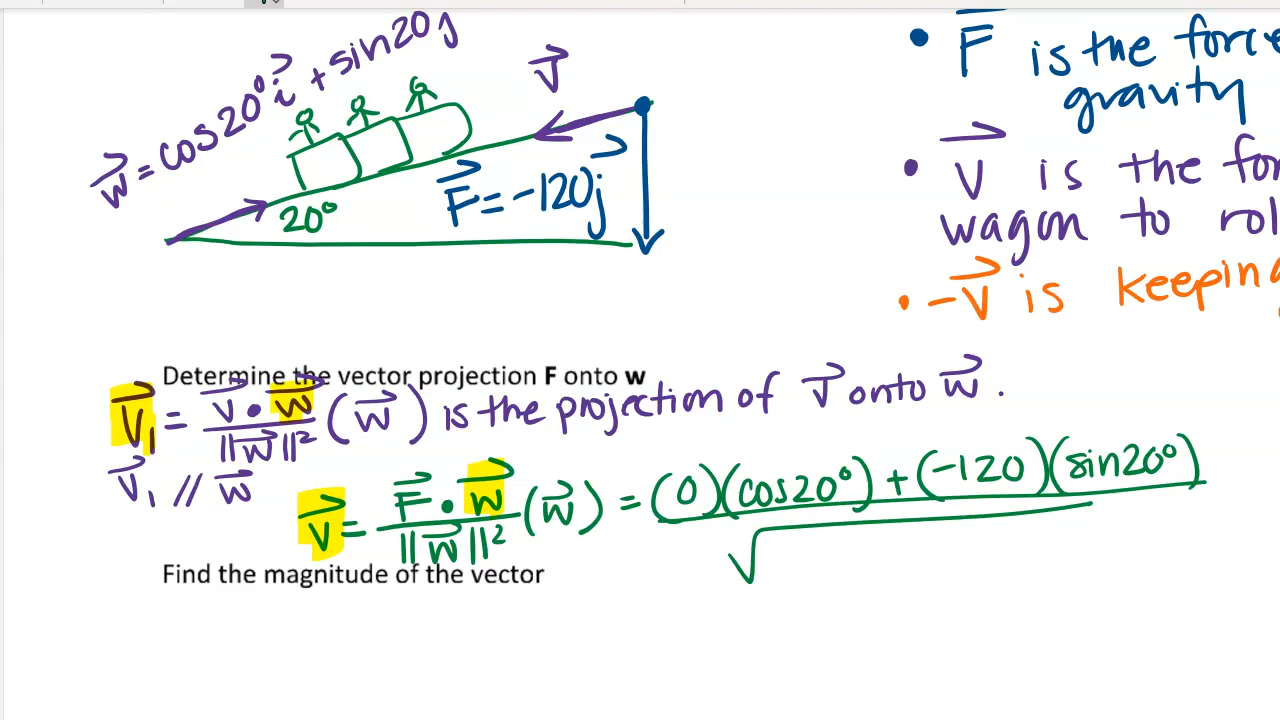 w⃗ = cos20° i⃗ + sin20 j
v⃗
F⃗ = -120j⃗
20°
• F is the force
gravity
• v⃗ is the for
wagon to rol
• -v⃗ is keeping
Determine the vector projection F onto w
v⃗₁ = v⃗ • w⃗ / ||w⃗||² (w⃗) is the projection of v⃗ onto w⃗.
v⃗₁ // w⃗
v⃗ = F⃗ • w⃗ / ||w⃗||² (w⃗) = (0)(cos20°) + (-120)(sin20°) / √
Find the magnitude of the vector